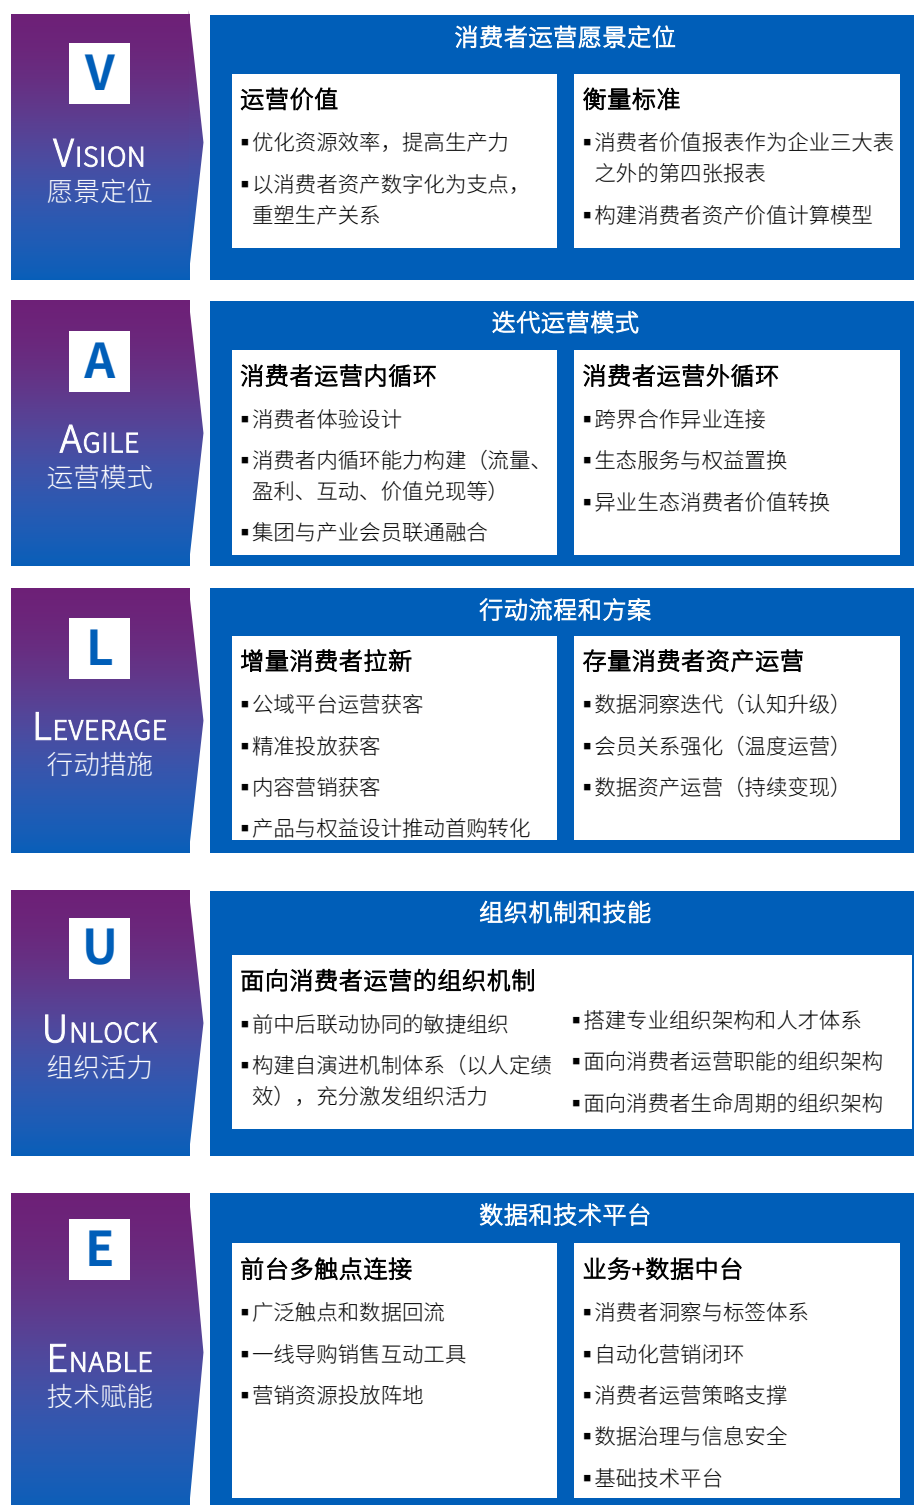 V
VISION
愿景定位
消费者运营愿景定位
运营价值
▪优化资源效率，提高生产力
▪以消费者资产数字化为支点，
重塑生产关系
衡量标准
▪消费者价值报表作为企业三大表
之外的第四张报表
▪构建消费者资产价值计算模型
A
AGILE
运营模式
迭代运营模式
消费者运营内循环
▪消费者体验设计
▪消费者内循环能力构建（流量、
盈利、互动、价值兑现等）
▪集团与产业会员联通融合
消费者运营外循环
▪跨界合作异业连接
▪生态服务与权益置换
▪异业生态消费者价值转换
L
LEVERAGE
行动措施
行动流程和方案
增量消费者拉新
▪公域平台运营获客
▪精准投放获客
▪内容营销获客
▪产品与权益设计推动首购转化
存量消费者资产运营
▪数据洞察迭代（认知升级）
▪会员关系强化（温度运营）
▪数据资产运营（持续变现）
U
UNLOCK
组织活力
组织机制和技能
面向消费者运营的组织机制
▪前中后联动协同的敏捷组织
▪构建自演进机制体系（以人定绩
效），充分激发组织活力
▪搭建专业组织架构和人才体系
▪面向消费者运营职能的组织架构
▪面向消费者生命周期的组织架构
E
ENABLE
技术赋能
数据和技术平台
前台多触点连接
▪广泛触点和数据回流
▪一线导购销售互动工具
▪营销资源投放阵地
业务+数据中台
▪消费者洞察与标签体系
▪自动化营销闭环
▪消费者运营策略支撑
▪数据治理与信息安全
▪基础技术平台